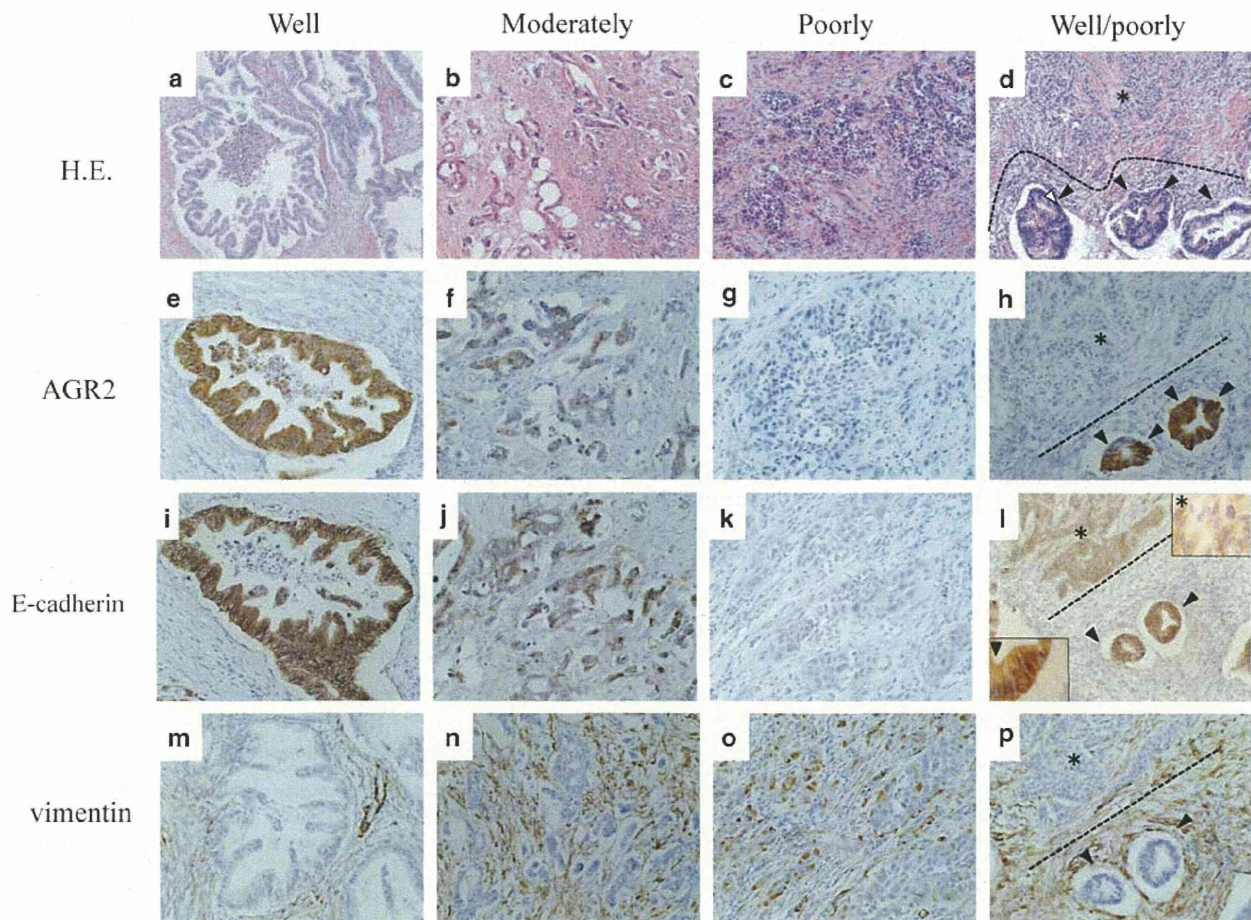 Well Moderately Poorly Well/poorly
H.E. a b c d *
AGR2 e f g h *
E-cadherin i j k l * *
vimentin m n o p *